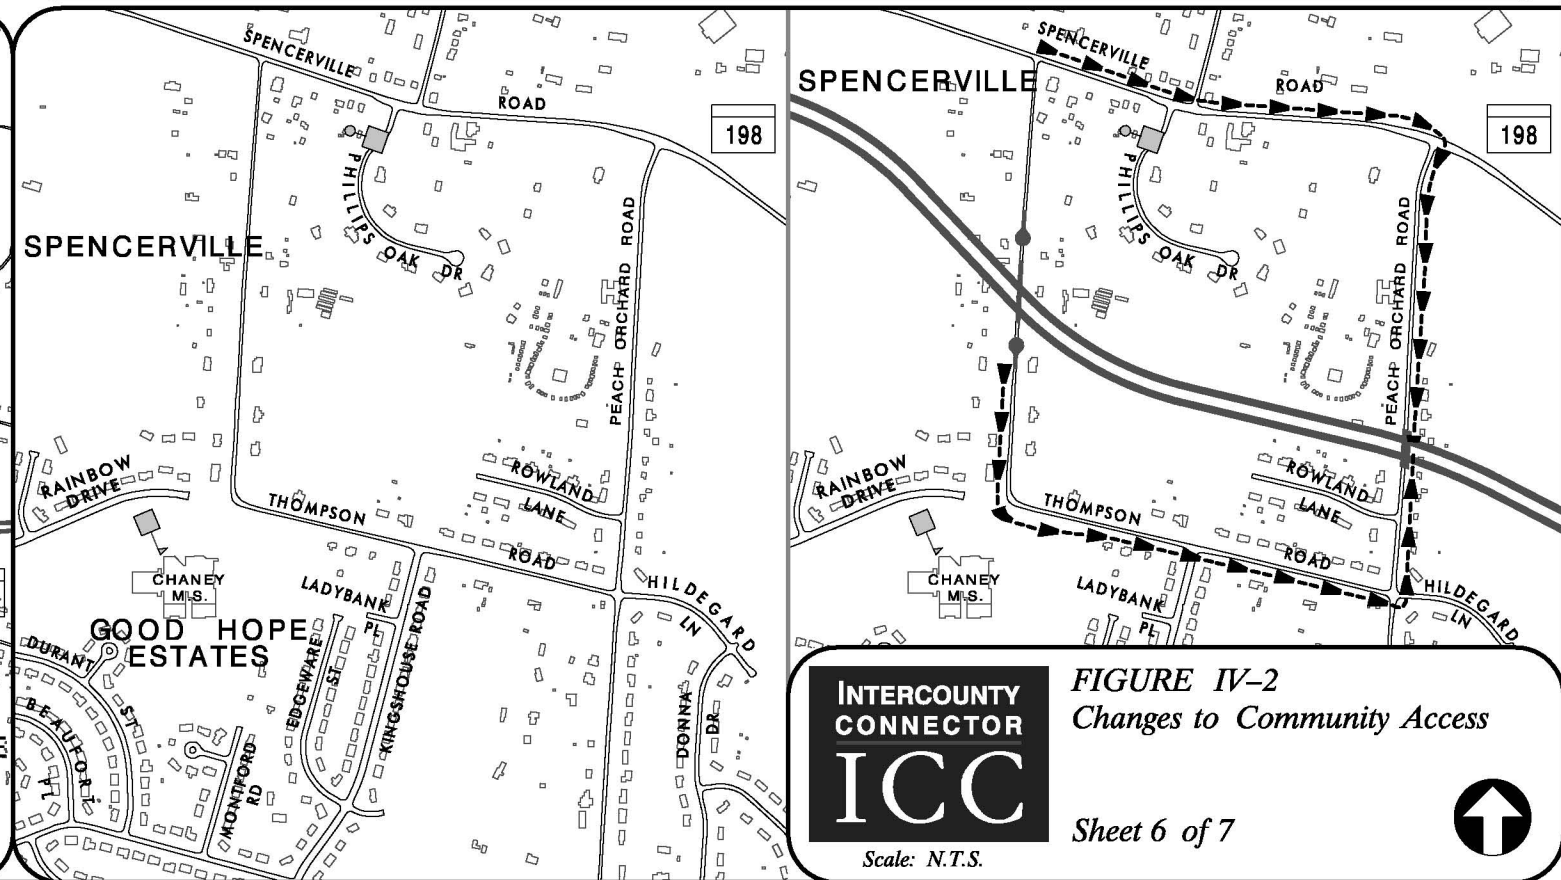 SPENCERVILLE
ROAD
198
PHILLIPS OAK DR
SPENCERVILLE
PEACH ORCHARD ROAD
RAINBOW
DRIVE
ROWLAND
LANE
THOMPSON
ROAD
CHANEY
M.S.
LADYBANK
PL
HILDEGARD
LN
GOOD HOPE
ESTATES
DURANT
ST
EDGEWARE
ST
KINGSHOUSE ROAD
BEAUFORT
PL
MONTFORD
RD
DONNA
DR
SPENCERVILLE
SPENCERVILLE
ROAD
198
PHILLIPS OAK DR
PEACH ORCHARD ROAD
RAINBOW
DRIVE
ROWLAND
LANE
THOMPSON
ROAD
CHANEY
M.S.
LADYBANK
PL
HILDEGARD
LN
INTERCOUNTY
CONNECTOR
ICC
Scale: N.T.S.
FIGURE IV–2
Changes to Community Access
Sheet 6 of 7